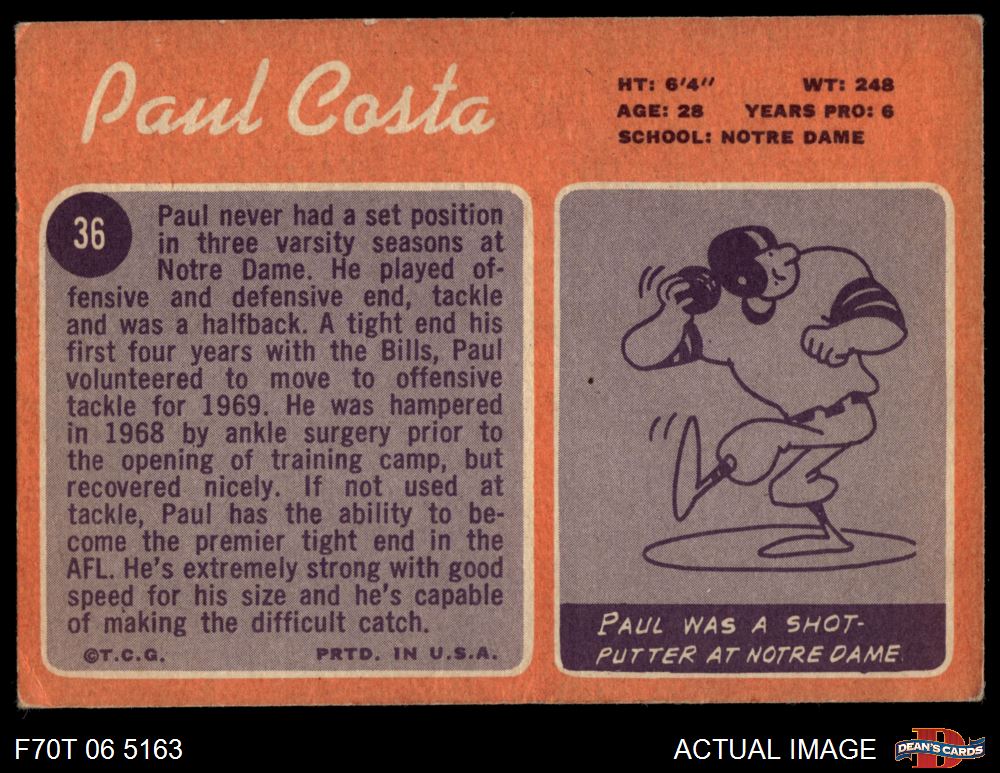 Paul Costa
HT: 6'4" WT: 248
AGE: 28 YEARS PRO: 6
SCHOOL: NOTRE DAME
36
Paul never had a set position
in three varsity seasons at
Notre Dame. He played of-
fensive and defensive end, tackle
and was a halfback. A tight end his
first four years with the Bills, Paul
volunteered to move to offensive
tackle for 1969. He was hampered
in 1968 by ankle surgery prior to
the opening of training camp, but
recovered nicely. If not used at
tackle, Paul has the ability to be-
come the premier tight end in the
AFL. He's extremely strong with good
speed for his size and he's capable
of making the difficult catch.
©T.C.G. PRTD. IN U.S.A.
PAUL WAS A SHOT-
PUTTER AT NOTRE DAME
F70T 06 5163
ACTUAL IMAGE
D
DEAN'S CARDS